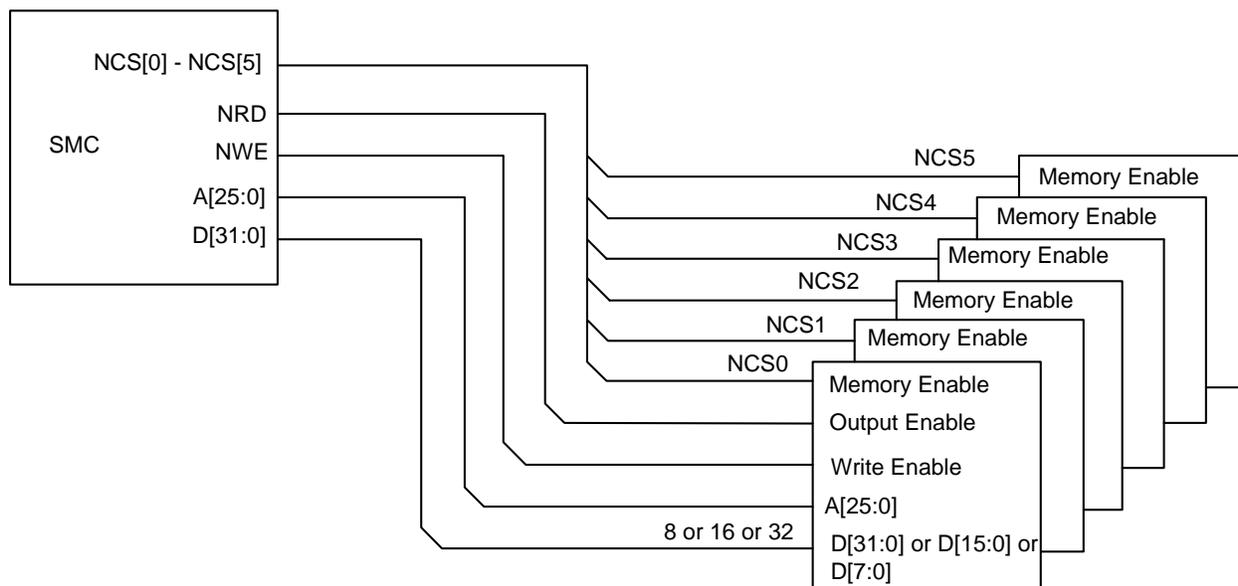 NCS[0] - NCS[5]
NRD
SMC
NWE
A[25:0]
D[31:0]
NCS5
Memory Enable
NCS4
Memory Enable
NCS3
Memory Enable
NCS2
Memory Enable
NCS1
Memory Enable
NCS0
Memory Enable
Output Enable
Write Enable
A[25:0]
8 or 16 or 32
D[31:0] or D[15:0] or
D[7:0]